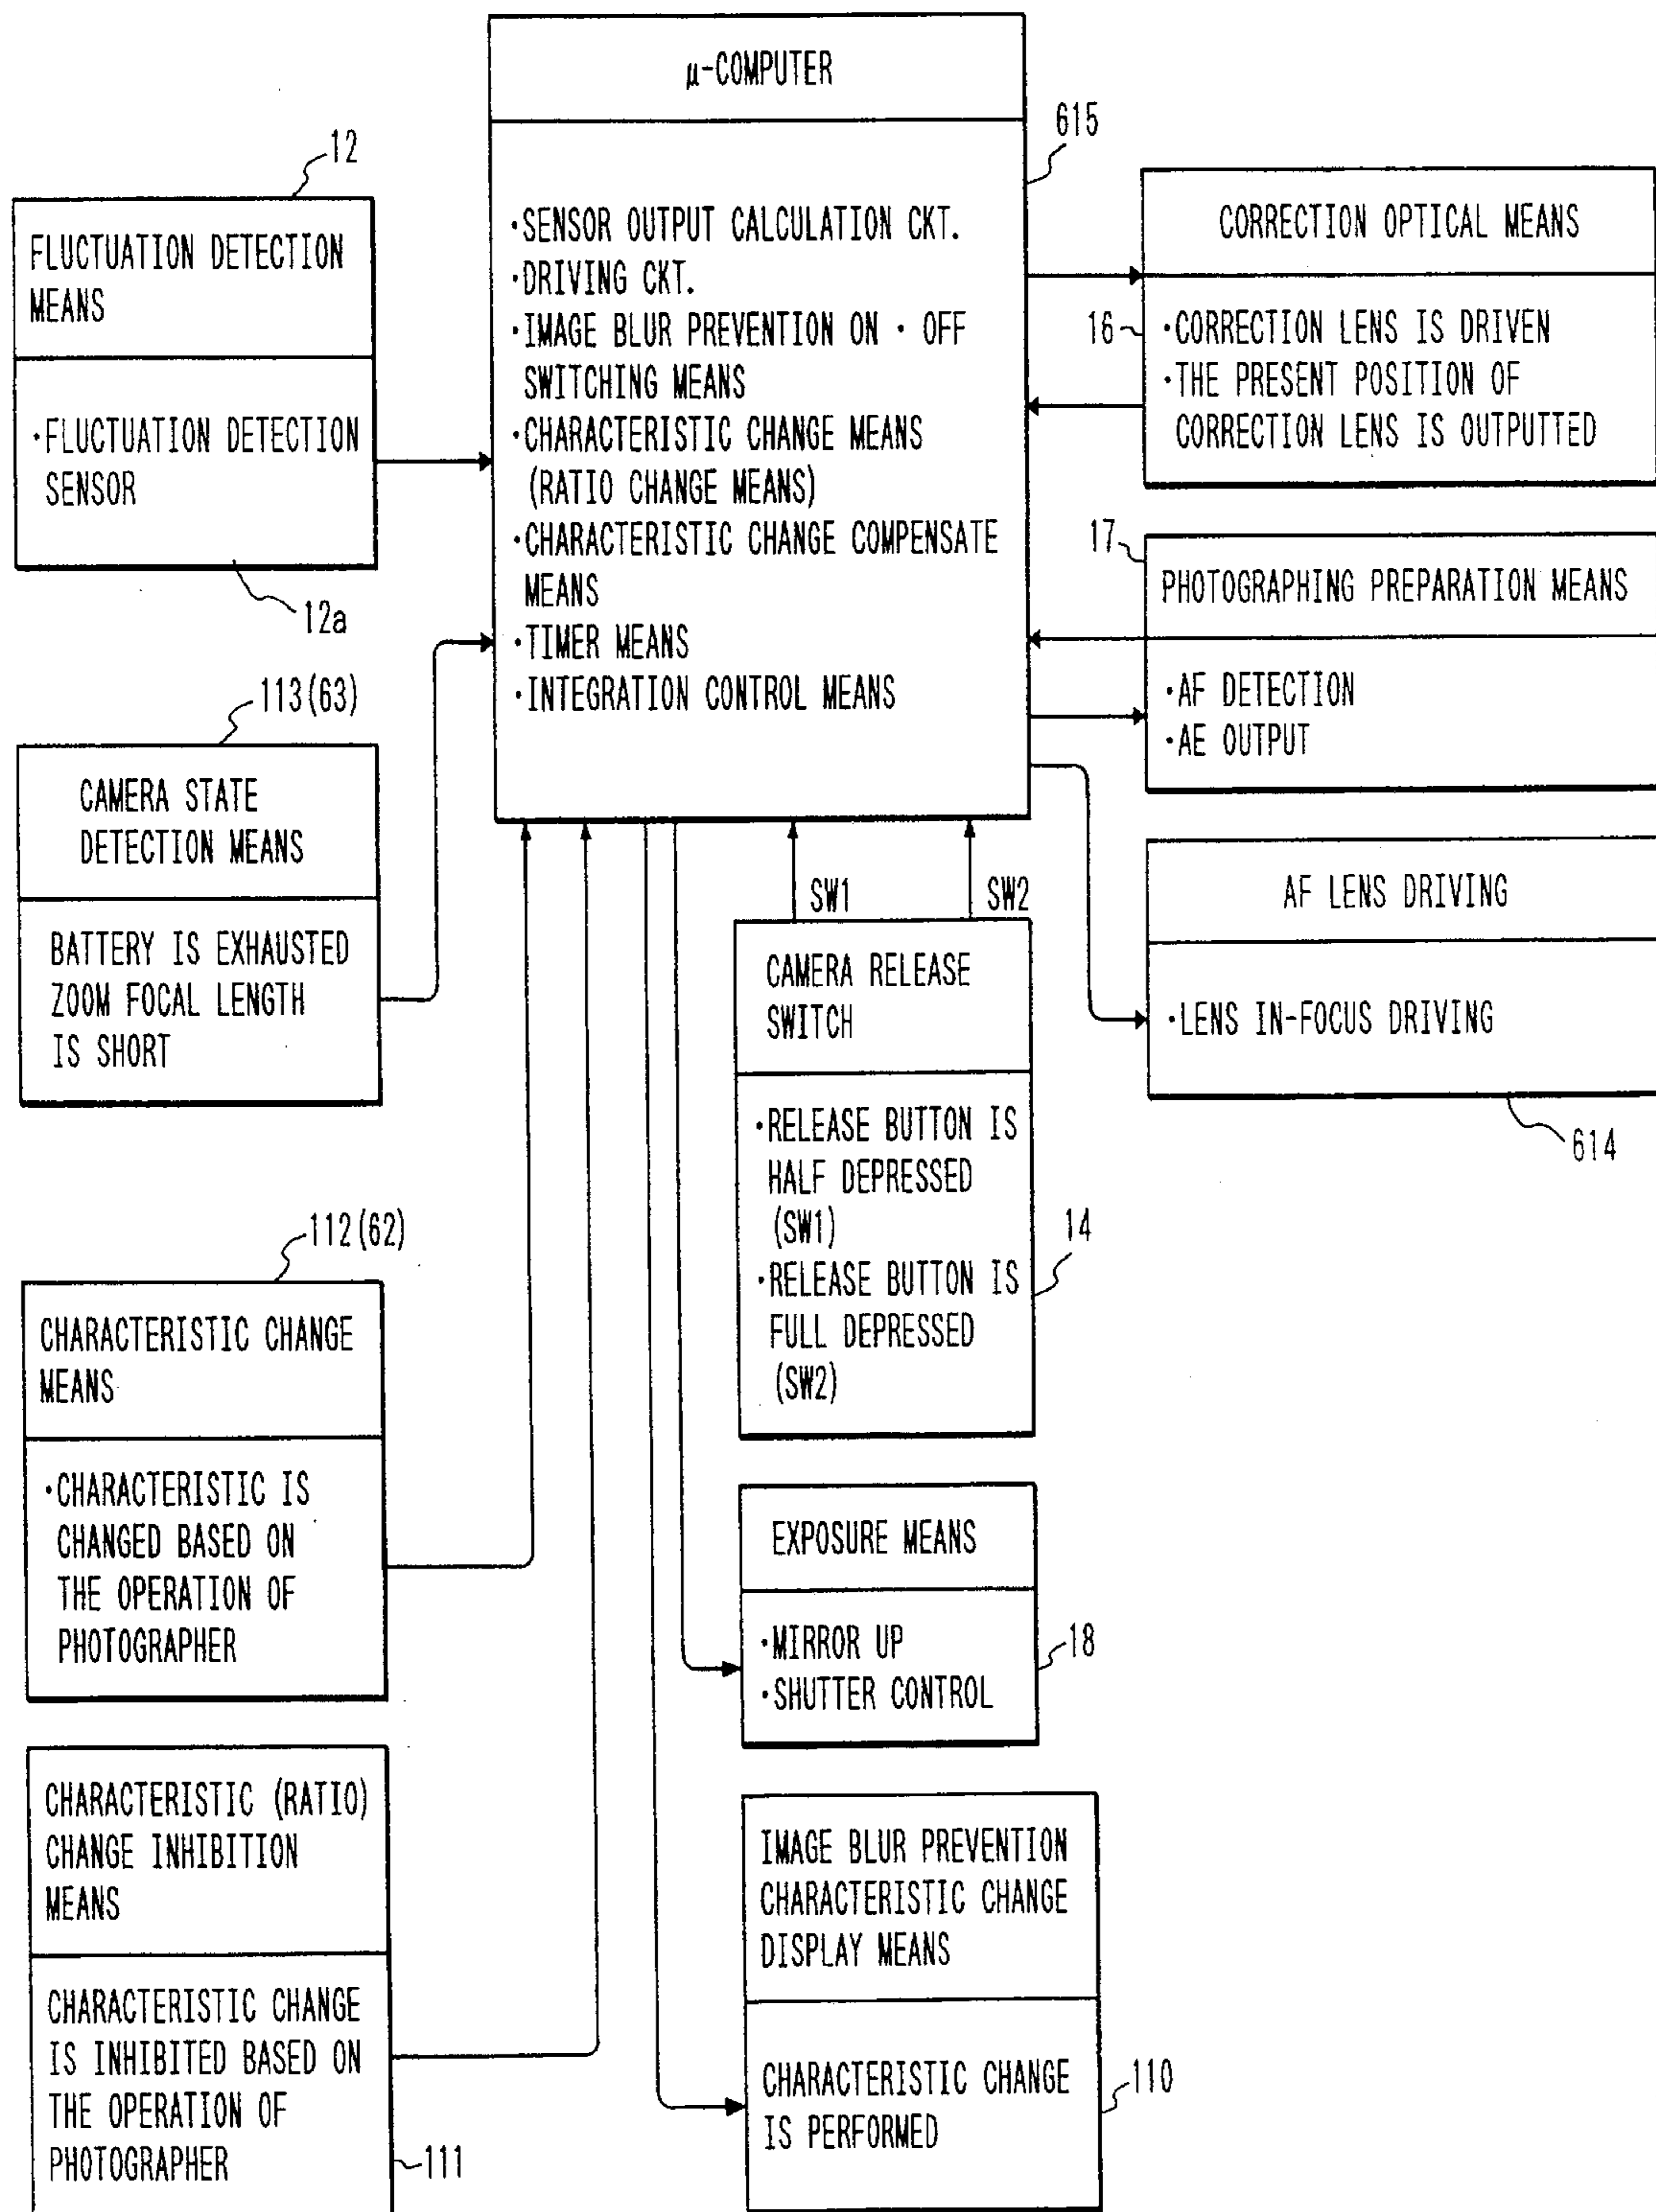 μ-COMPUTER
615
·SENSOR OUTPUT CALCULATION CKT.
·DRIVING CKT.
·IMAGE BLUR PREVENTION ON · OFF
SWITCHING MEANS
·CHARACTERISTIC CHANGE MEANS
(RATIO CHANGE MEANS)
·CHARACTERISTIC CHANGE COMPENSATE
MEANS
·TIMER MEANS
·INTEGRATION CONTROL MEANS
12
FLUCTUATION DETECTION
MEANS
·FLUCTUATION DETECTION
SENSOR
12a
113(63)
CAMERA STATE
DETECTION MEANS
BATTERY IS EXHAUSTED
ZOOM FOCAL LENGTH
IS SHORT
112(62)
CHARACTERISTIC CHANGE
MEANS
·CHARACTERISTIC IS
CHANGED BASED ON
THE OPERATION OF
PHOTOGRAPHER
CHARACTERISTIC (RATIO)
CHANGE INHIBITION
MEANS
CHARACTERISTIC CHANGE
IS INHIBITED BASED ON
THE OPERATION OF
PHOTOGRAPHER
111
CORRECTION OPTICAL MEANS
16
·CORRECTION LENS IS DRIVEN
·THE PRESENT POSITION OF
CORRECTION LENS IS OUTPUTTED
17
PHOTOGRAPHING PREPARATION MEANS
·AF DETECTION
·AE OUTPUT
AF LENS DRIVING
·LENS IN-FOCUS DRIVING
614
SW1
SW2
CAMERA RELEASE
SWITCH
·RELEASE BUTTON IS
HALF DEPRESSED
(SW1)
·RELEASE BUTTON IS
FULL DEPRESSED
(SW2)
14
EXPOSURE MEANS
·MIRROR UP
·SHUTTER CONTROL
18
IMAGE BLUR PREVENTION
CHARACTERISTIC CHANGE
DISPLAY MEANS
CHARACTERISTIC CHANGE
IS PERFORMED
110